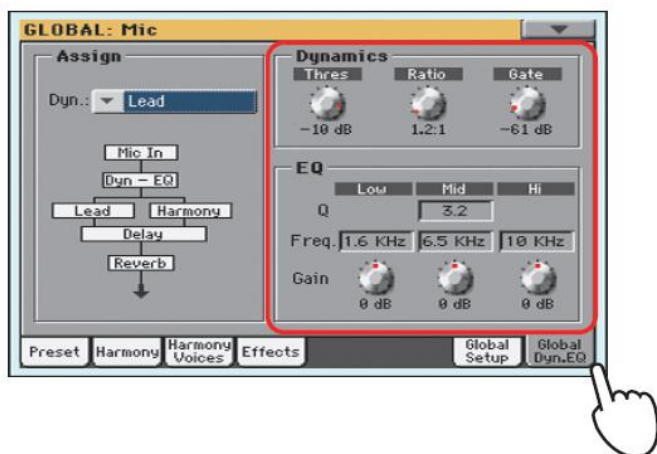 GLOBAL: Mic
Assign
Dyn.: Lead
Mic In
Dyn - EQ
Lead Harmony
Delay
Reverb
Dynamics
Thres Ratio Gate
-10 dB 1.2:1 -61 dB
EQ
Low Mid Hi
Q 3.2
Freq. 1.6 KHz 6.5 KHz 10 KHz
Gain
0 dB 0 dB 0 dB
Preset Harmony Harmony Voices Effects Global Setup Global Dyn.EQ